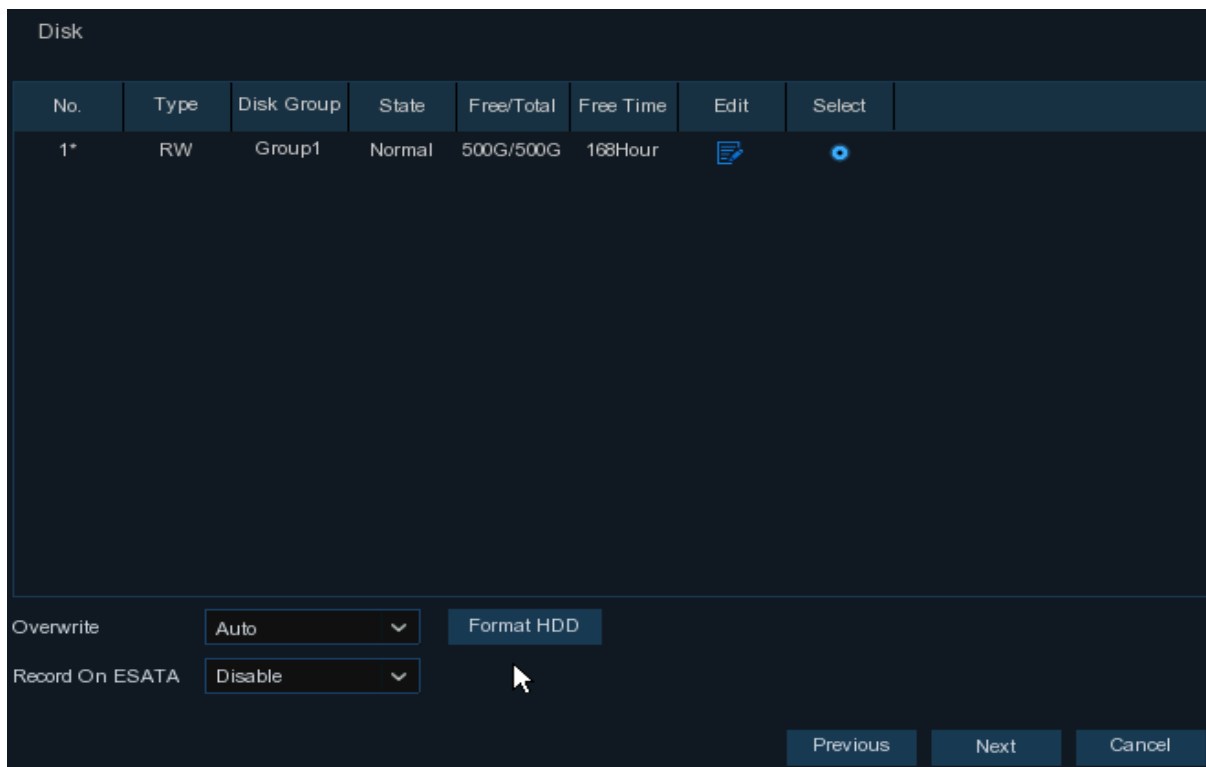 Disk
No. Type Disk Group State Free/Total Free Time Edit Select
1* RW Group1 Normal 500G/500G 168Hour
Overwrite Auto Format HDD
Record On ESATA Disable
Previous Next Cancel